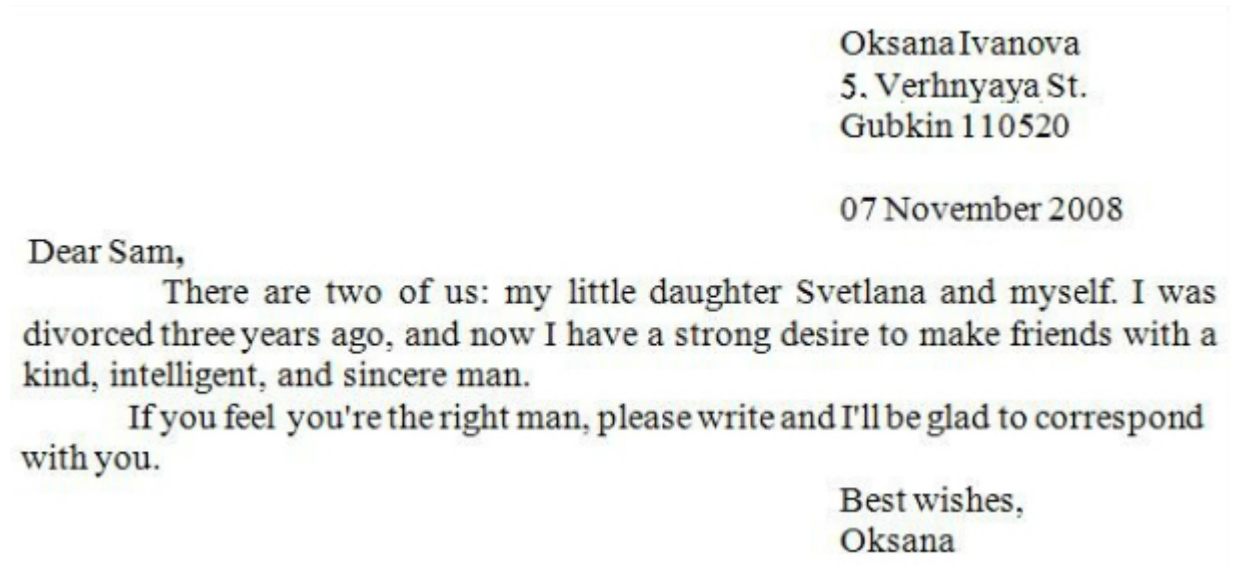 Oksana Ivanova
5. Verhnyaya St.
Gubkin 110520
07 November 2008
Dear Sam,
There are two of us: my little daughter Svetlana and myself. I was
divorced three years ago, and now I have a strong desire to make friends with a
kind, intelligent, and sincere man.
If you feel you're the right man, please write and I'll be glad to correspond
with you.
Best wishes,
Oksana